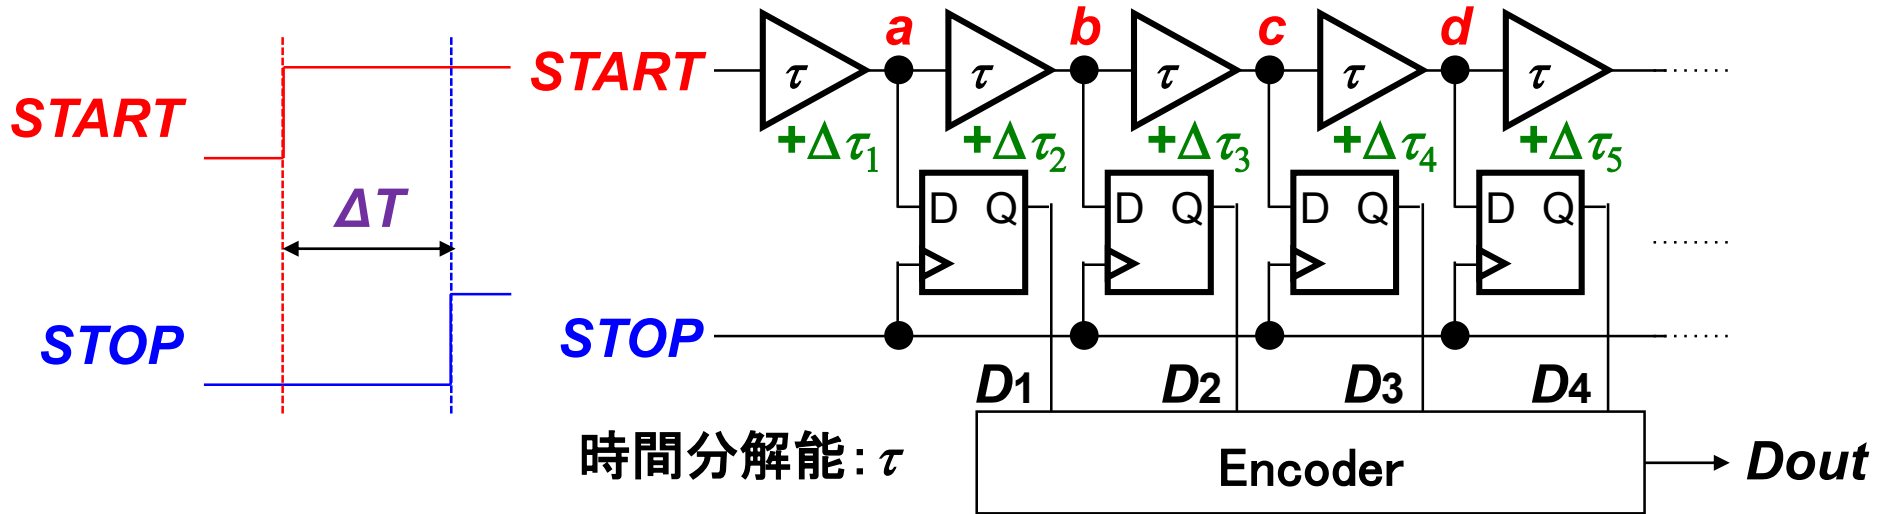 START
ΔT
STOP
START
τ
a
τ
b
τ
c
τ
d
τ
+Δτ1
+Δτ2
+Δτ3
+Δτ4
+Δτ5
D Q
D Q
D Q
D Q
STOP
D1
D2
D3
D4
時間分解能：τ
Encoder
Dout